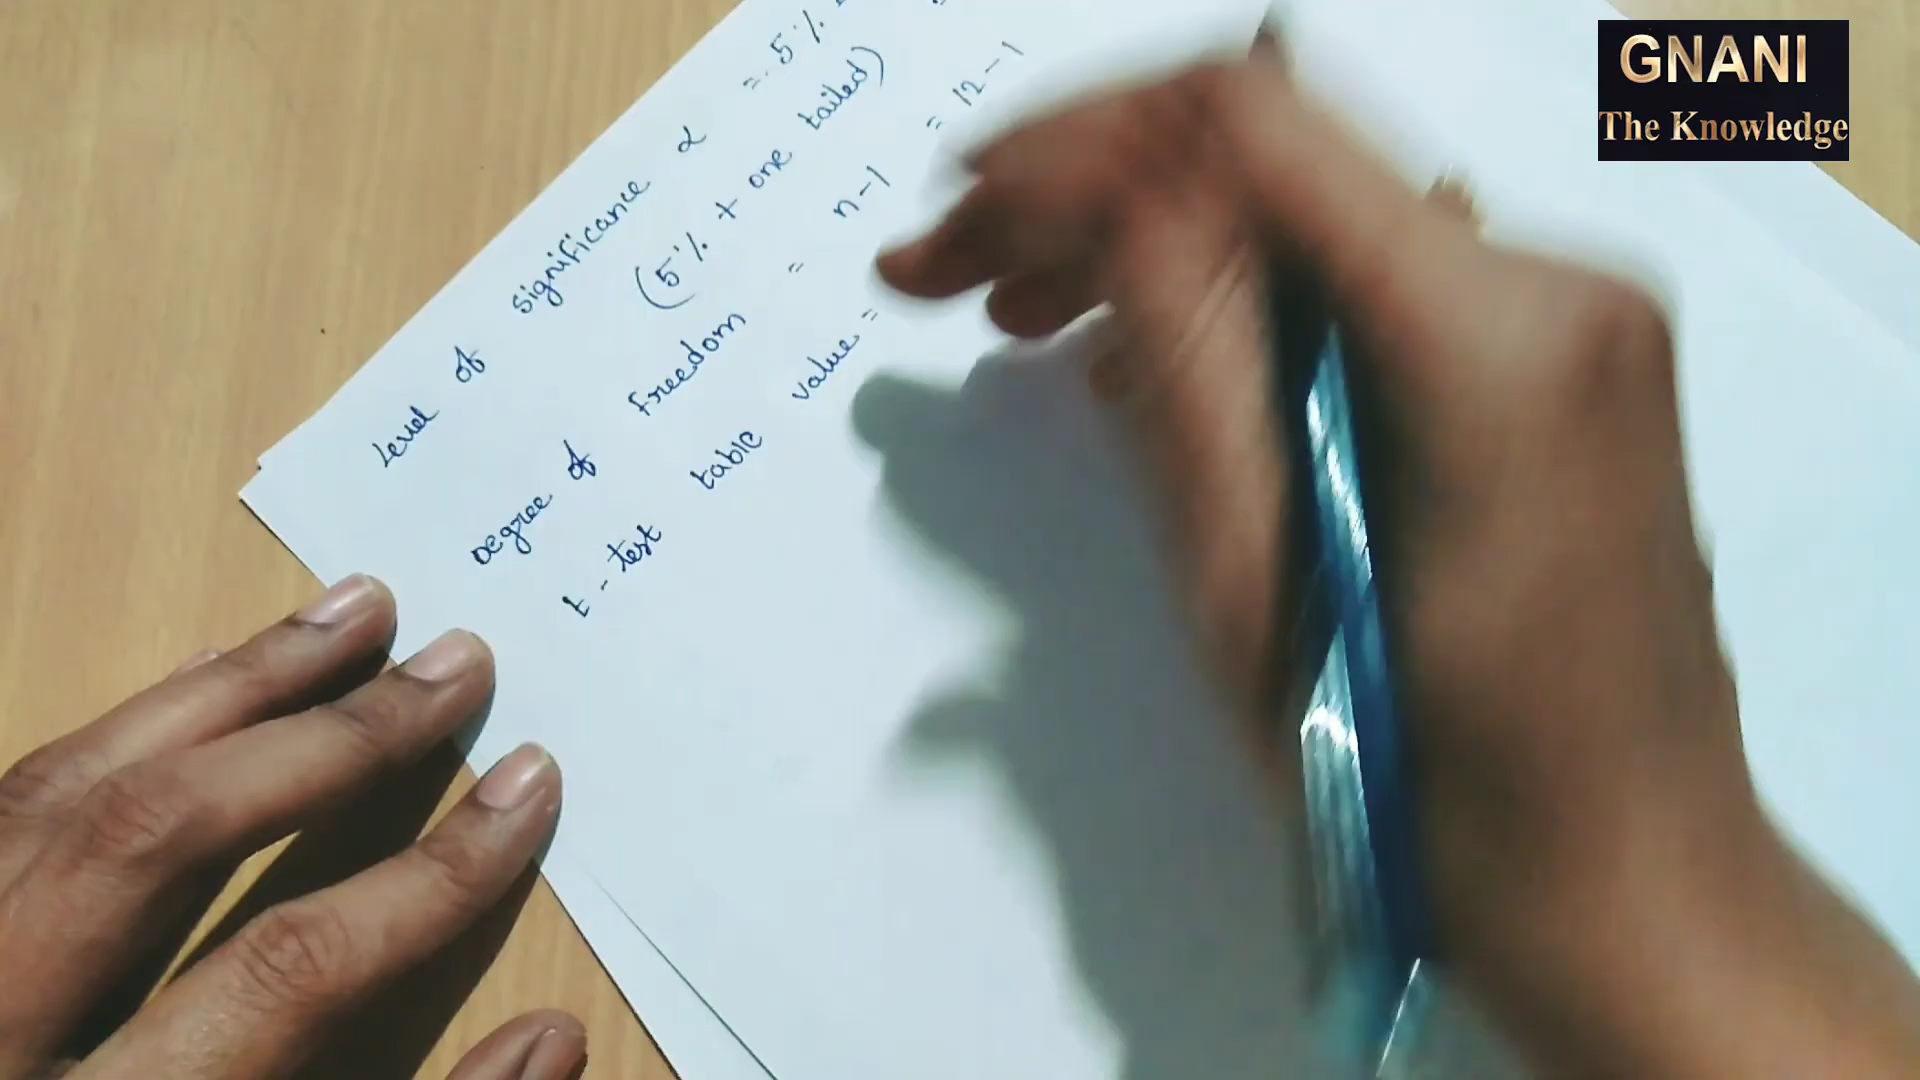 Level of significance α = 5%
(5% + one tailed)
Degree of freedom = n-1 = 12-1
t-test table value =
GNANI
The Knowledge